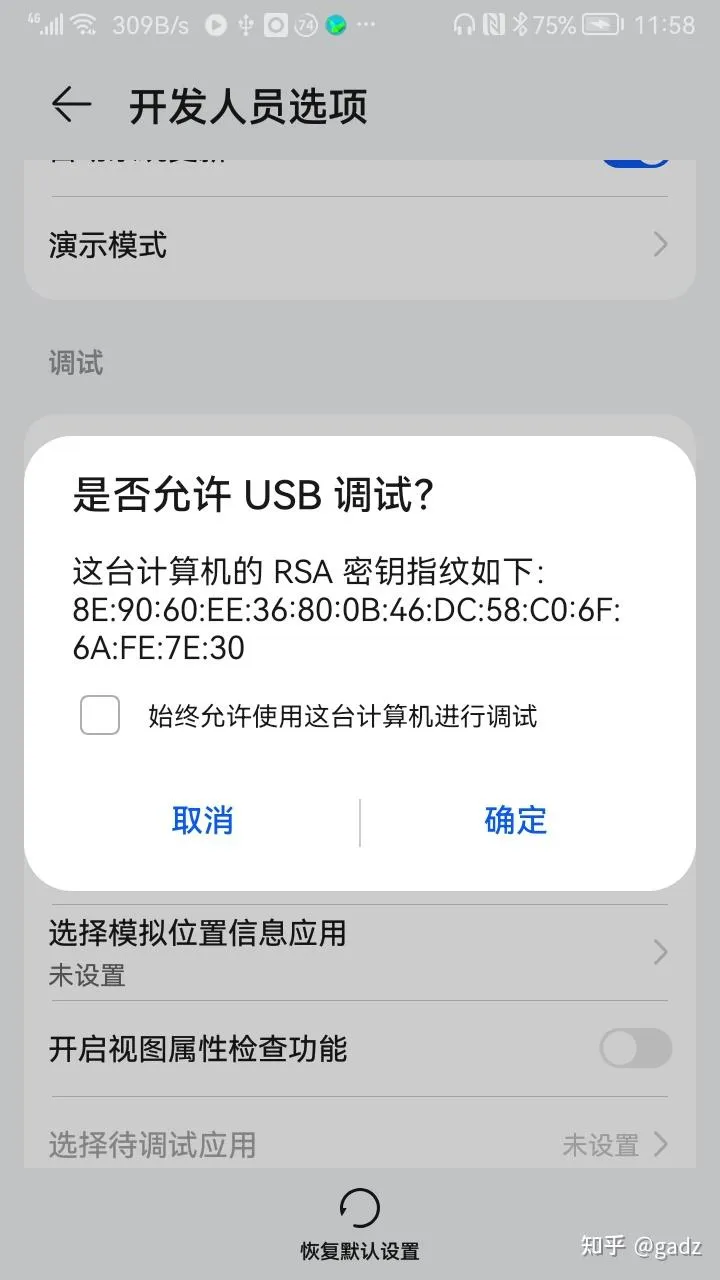 4G 309B/s 74 75% 11:58
开发人员选项
演示模式
调试
是否允许 USB 调试？
这台计算机的 RSA 密钥指纹如下：
8E:90:60:EE:36:80:0B:46:DC:58:C0:6F:
6A:FE:7E:30
始终允许使用这台计算机进行调试
取消 确定
选择模拟位置信息应用
未设置
开启视图属性检查功能
选择待调试应用 未设置
恢复默认设置
知乎 @gadz